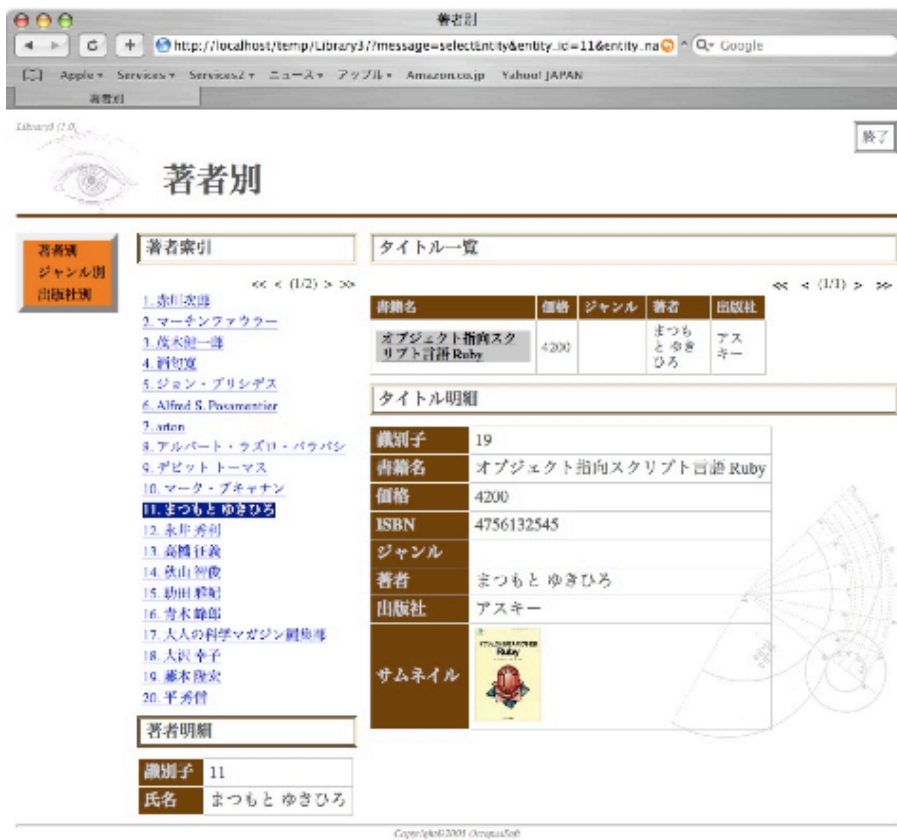 著者別
http://localhost/temp/Library3/?message=selectEntity&entity_id=11&entity_na
Google
Apple Services Services2 ニュース アップル Amazon.co.jp Yahoo! JAPAN
著者別
Library3 (1.0)
終了
著者別
著者別
ジャンル別
出版社別
著者索引
<< < (1/2) > >>
1. 赤川次郎
2. マーチンファウラー
3. 茂木健一郎
4. 酒匂寛
5. ジョン・ブリシデス
6. Alfred S. Posamentier
7. arton
8. アルバート・ラズロ・バラバシ
9. デビット トーマス
10. マーク・ブキャナン
11. まつもと ゆきひろ
12. 永井 秀利
13. 高橋 征義
14. 秋山 智俊
15. 助田 雅紀
16. 青木 峰郎
17. 大人の科学マガジン編集部
18. 大沢 幸子
19. 藤本 隆宏
20. 平 秀信
著者明細
識別子 11
氏名 まつもと ゆきひろ
タイトル一覧
<< < (1/1) > >>
書籍名 価格 ジャンル 著者 出版社
オブジェクト指向スク
リプト言語 Ruby
4200
まつも
と ゆき
ひろ
アス
キー
タイトル明細
識別子 19
書籍名 オブジェクト指向スクリプト言語 Ruby
価格 4200
ISBN 4756132545
ジャンル
著者 まつもと ゆきひろ
出版社 アスキー
サムネイル
Ruby
Copyright©2001 OctopusSoft